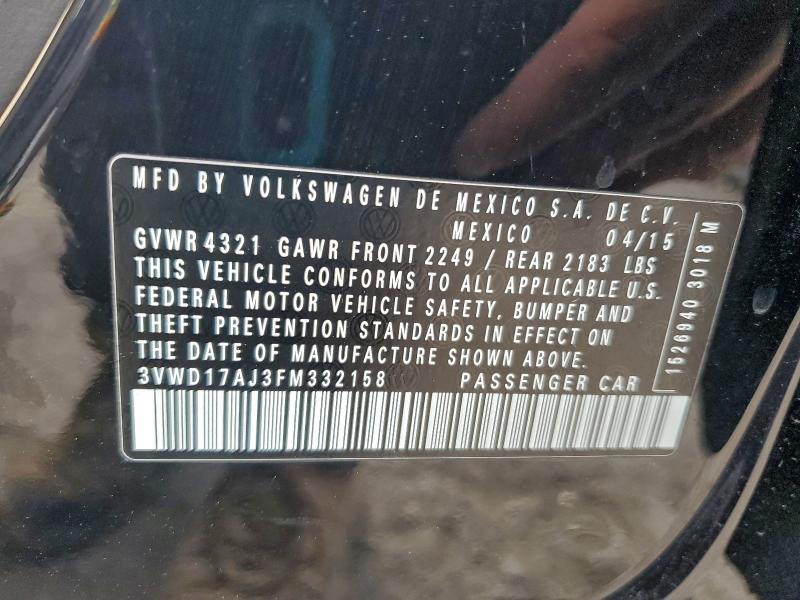 MFD BY VOLKSWAGEN DE MEXICO S.A. DE C.V.
MEXICO 04/15
GVWR 4321 GAWR FRONT 2249 / REAR 2183 LBS
THIS VEHICLE CONFORMS TO ALL APPLICABLE U.S.
FEDERAL MOTOR VEHICLE SAFETY, BUMPER AND
THEFT PREVENTION STANDARDS IN EFFECT ON
THE DATE OF MANUFACTURE SHOWN ABOVE.
3VWD17AJ3FM332158 PASSENGER CAR
1526940 3018 M